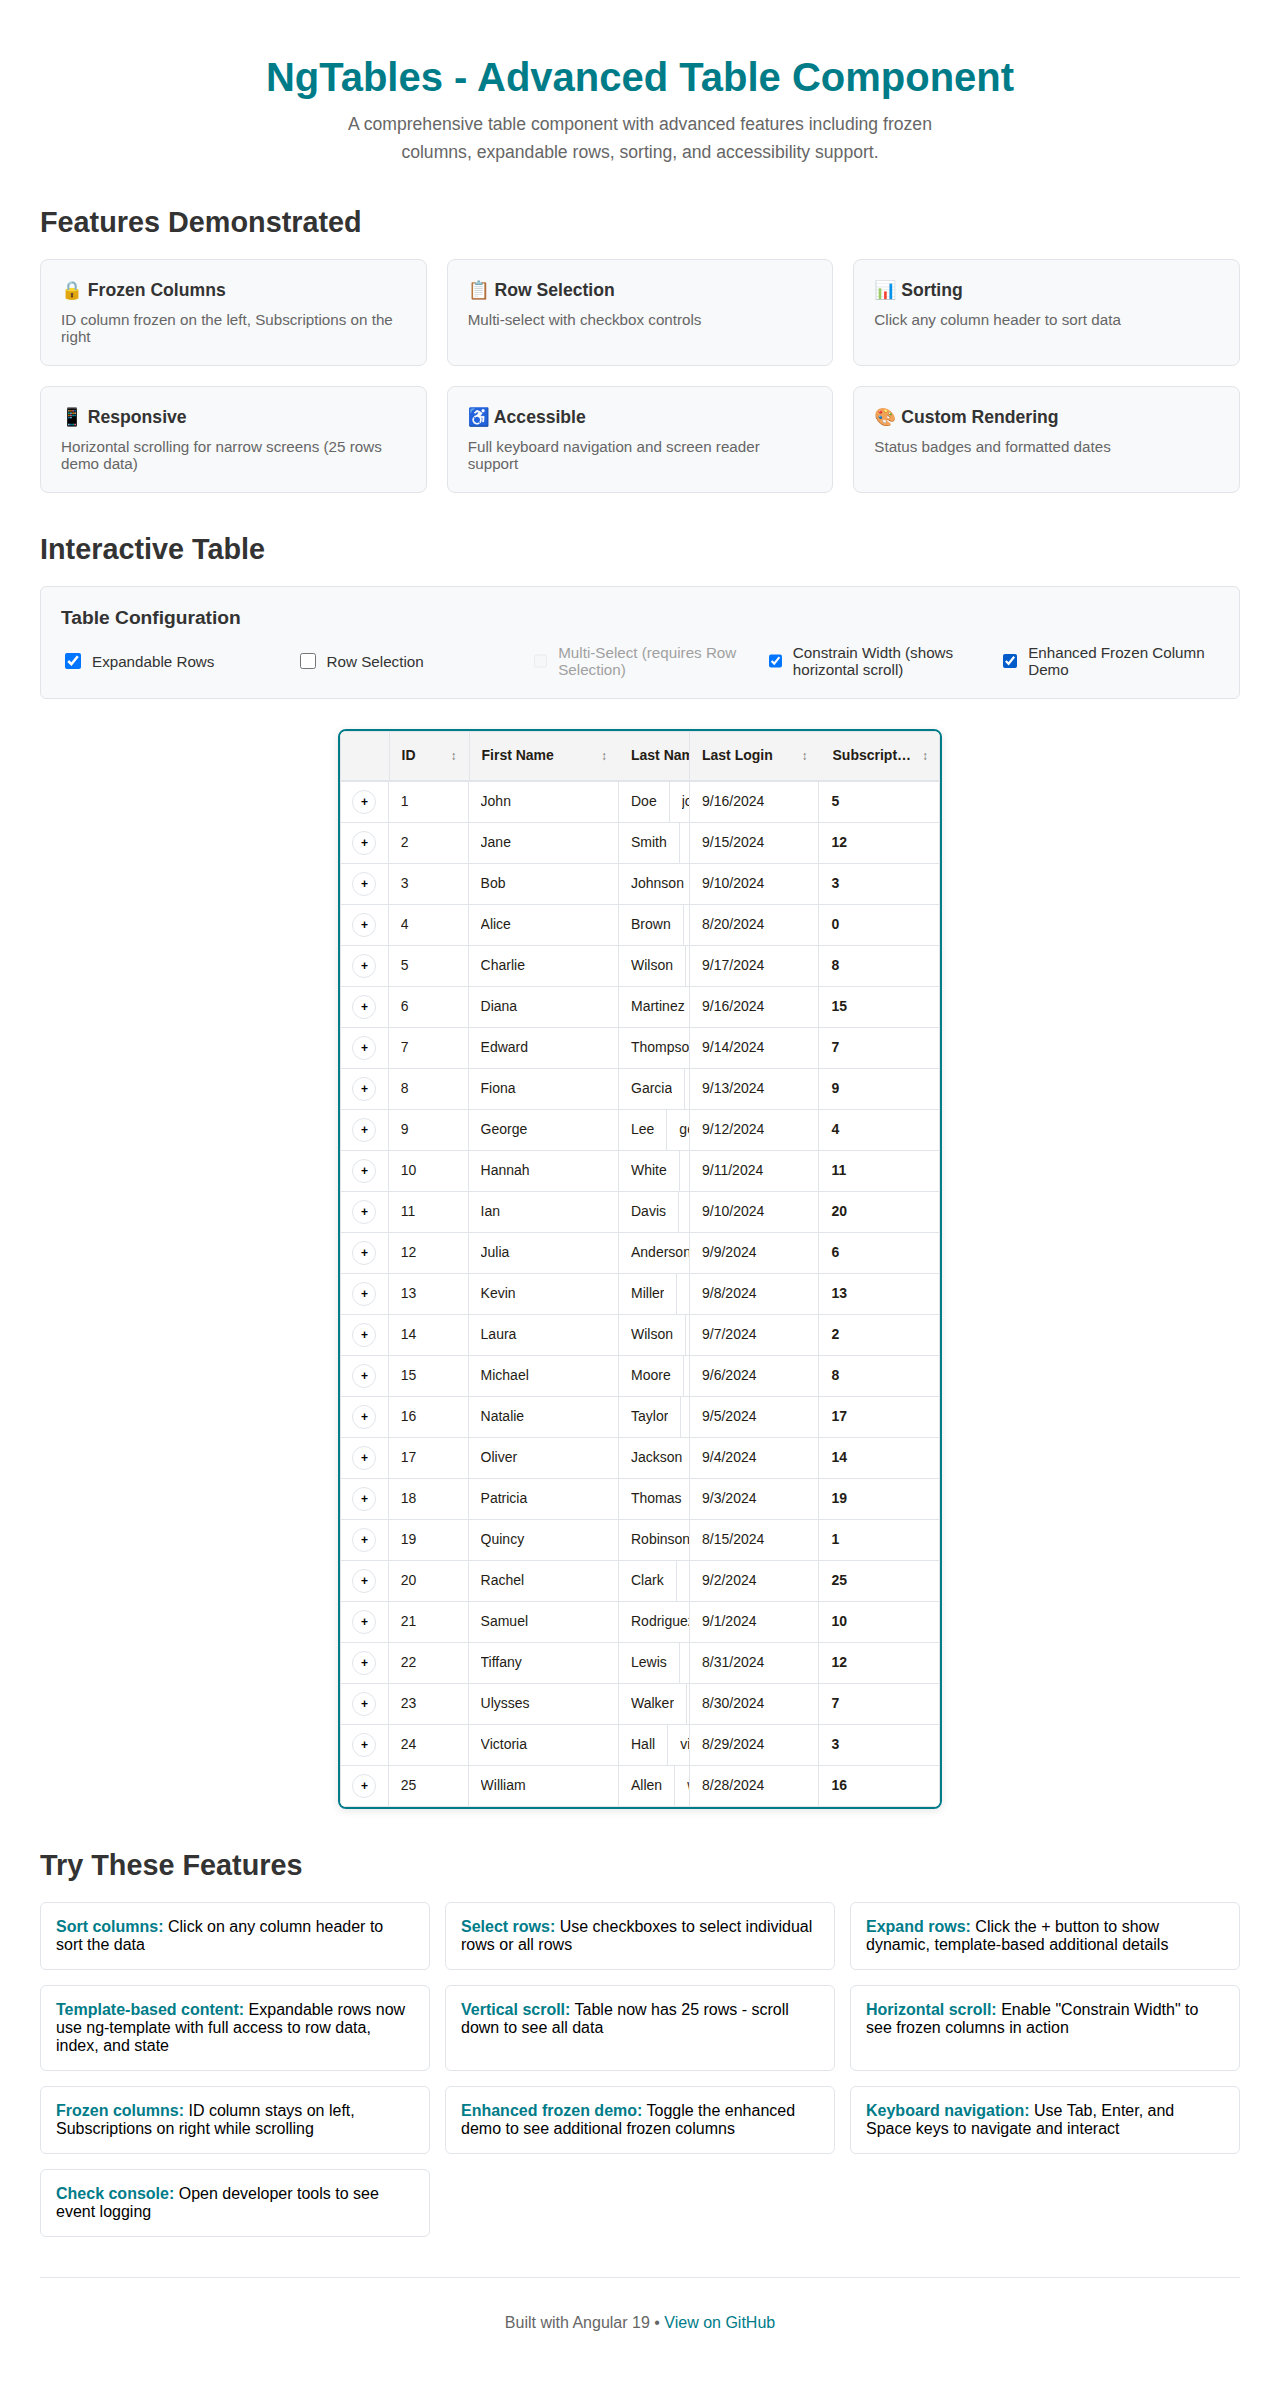 NgTables - Advanced Table Component
A comprehensive table component with advanced features including frozen
columns, expandable rows, sorting, and accessibility support.
Features Demonstrated
🔒 Frozen Columns
ID column frozen on the left, Subscriptions on the
right
📋 Row Selection
Multi-select with checkbox controls
📊 Sorting
Click any column header to sort data
📱 Responsive
Horizontal scrolling for narrow screens (25 rows
demo data)
♿ Accessible
Full keyboard navigation and screen reader
support
🎨 Custom Rendering
Status badges and formatted dates
Interactive Table
Table Configuration
Expandable Rows
Row Selection
Multi-Select (requires Row
Selection)
Constrain Width (shows
horizontal scroll)
Enhanced Frozen Column
Demo
ID ↕ First Name ↕ Last Nam Last Login ↕ Subscript... ↕
+ 1 John Doe jo 9/16/2024 5
+ 2 Jane Smith 9/15/2024 12
+ 3 Bob Johnson 9/10/2024 3
+ 4 Alice Brown 8/20/2024 0
+ 5 Charlie Wilson 9/17/2024 8
+ 6 Diana Martinez 9/16/2024 15
+ 7 Edward Thompso 9/14/2024 7
+ 8 Fiona Garcia 9/13/2024 9
+ 9 George Lee ge 9/12/2024 4
+ 10 Hannah White 9/11/2024 11
+ 11 Ian Davis 9/10/2024 20
+ 12 Julia Anderson 9/9/2024 6
+ 13 Kevin Miller 9/8/2024 13
+ 14 Laura Wilson 9/7/2024 2
+ 15 Michael Moore 9/6/2024 8
+ 16 Natalie Taylor 9/5/2024 17
+ 17 Oliver Jackson 9/4/2024 14
+ 18 Patricia Thomas 9/3/2024 19
+ 19 Quincy Robinson 8/15/2024 1
+ 20 Rachel Clark 9/2/2024 25
+ 21 Samuel Rodriguez 9/1/2024 10
+ 22 Tiffany Lewis 8/31/2024 12
+ 23 Ulysses Walker 8/30/2024 7
+ 24 Victoria Hall vi 8/29/2024 3
+ 25 William Allen 8/28/2024 16
Try These Features
Sort columns: Click on any column header to
sort the data
Select rows: Use checkboxes to select individual
rows or all rows
Expand rows: Click the + button to show
dynamic, template-based additional details
Template-based content: Expandable rows now
use ng-template with full access to row data,
index, and state
Vertical scroll: Table now has 25 rows - scroll
down to see all data
Horizontal scroll: Enable "Constrain Width" to
see frozen columns in action
Frozen columns: ID column stays on left,
Subscriptions on right while scrolling
Enhanced frozen demo: Toggle the enhanced
demo to see additional frozen columns
Keyboard navigation: Use Tab, Enter, and
Space keys to navigate and interact
Check console: Open developer tools to see
event logging
Built with Angular 19 • View on GitHub